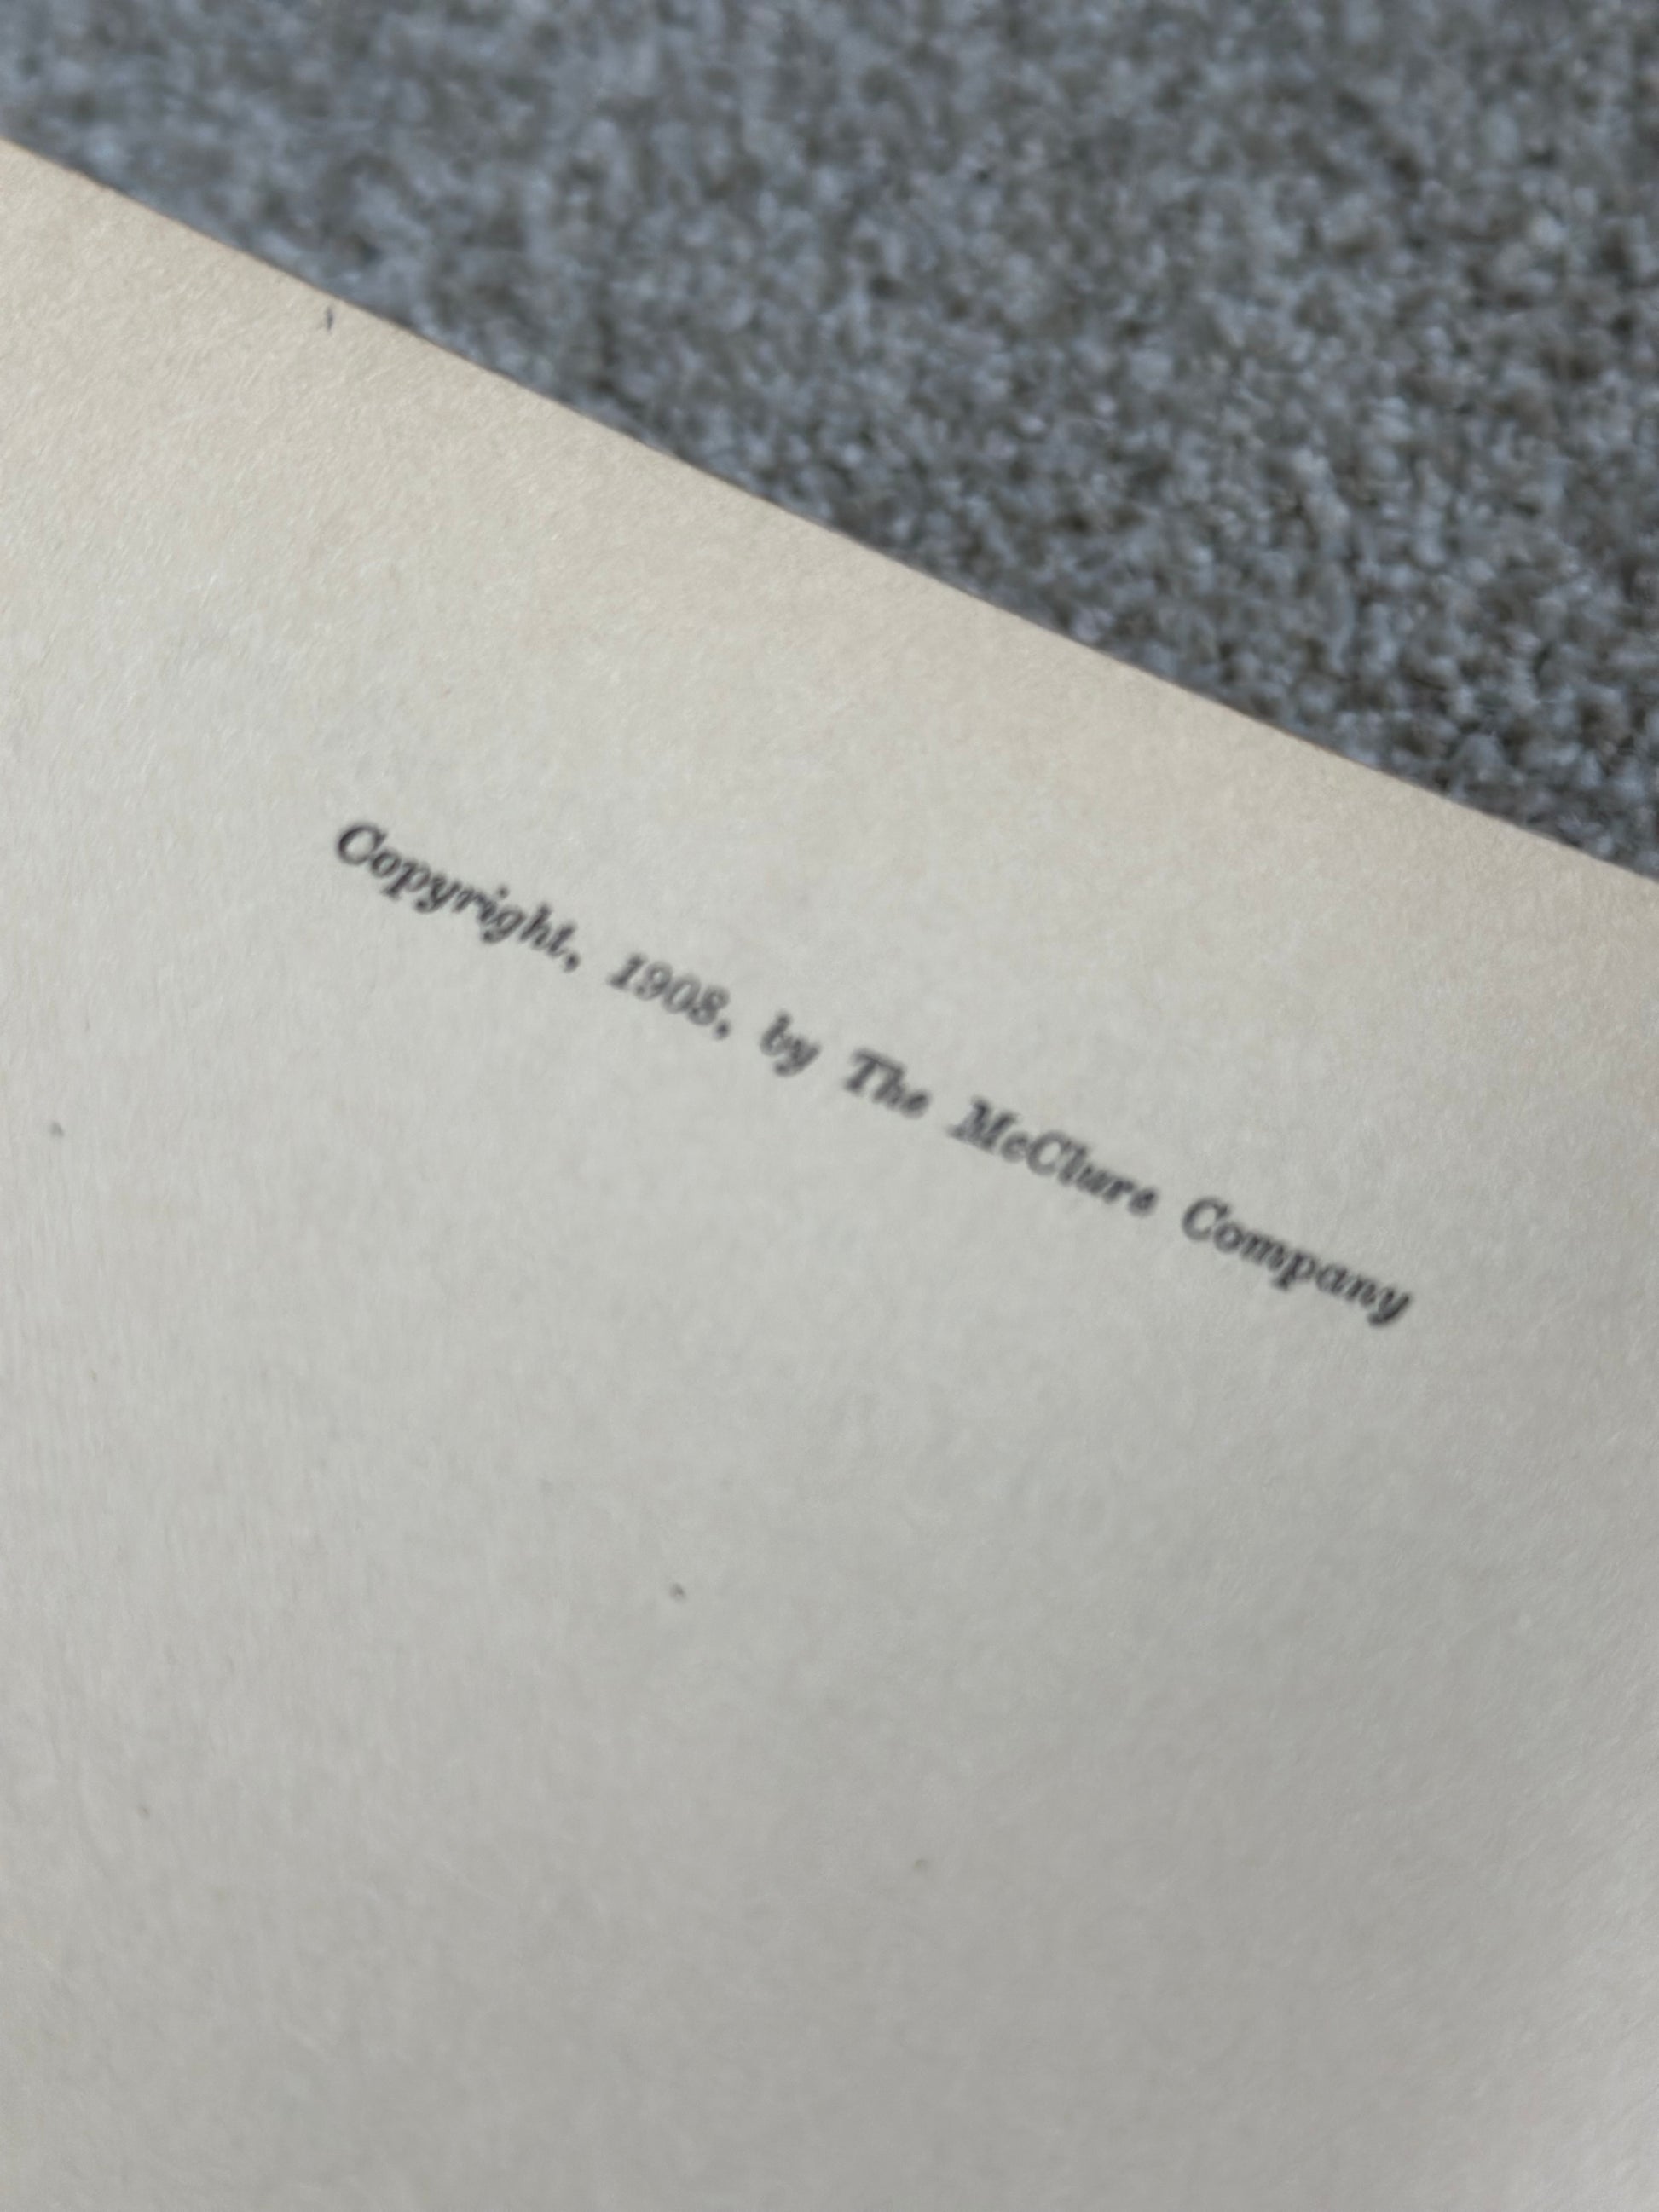 Copyright, 1908, by The McClure Company